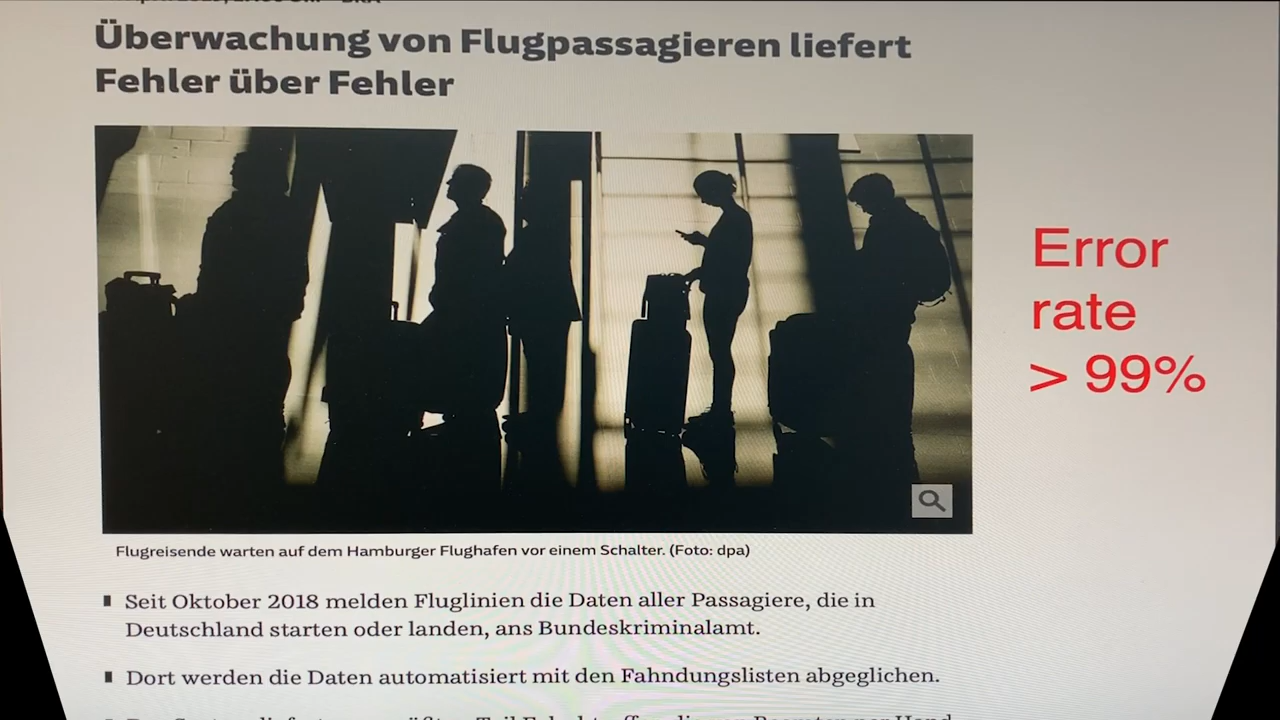 Überwachung von Flugpassagieren liefert
Fehler über Fehler
Error
rate
> 99%
Flugreisende warten auf dem Hamburger Flughafen vor einem Schalter. (Foto: dpa)
Seit Oktober 2018 melden Fluglinien die Daten aller Passagiere, die in
Deutschland starten oder landen, ans Bundeskriminalamt.
Dort werden die Daten automatisiert mit den Fahndungslisten abgeglichen.